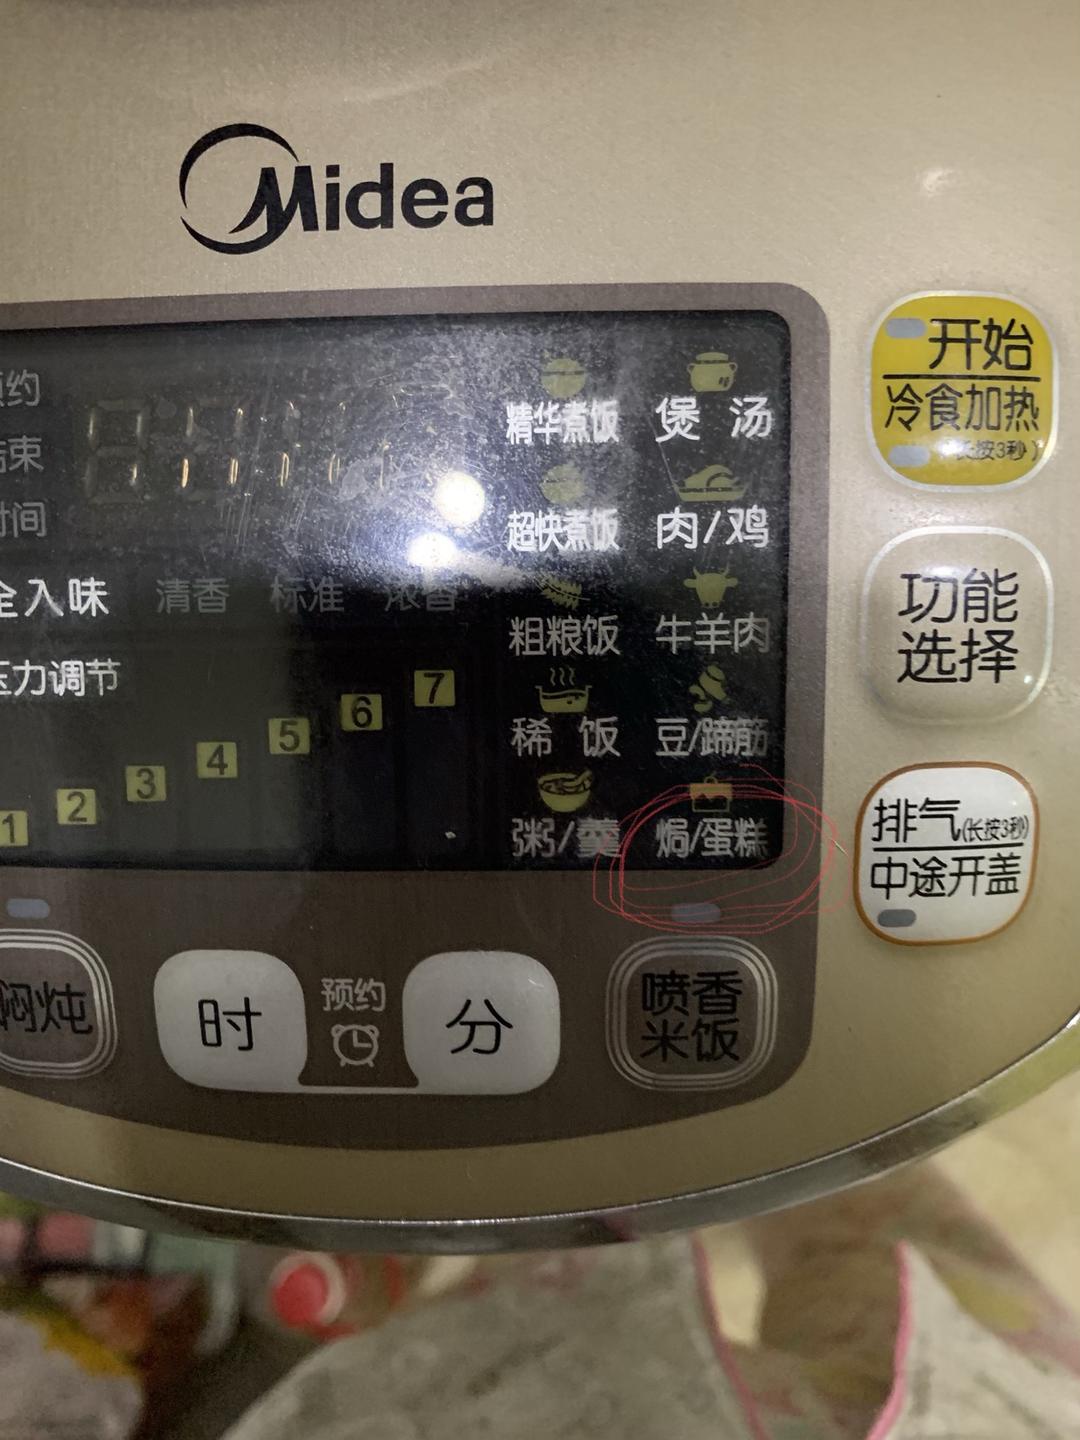 Midea
开始
冷食加热
(长按3秒)
精华煮饭 煲汤
超快煮饭 肉/鸡
全入味 清香 标准 浓香
粗粮饭 牛羊肉
功能
选择
压力调节
稀饭 豆/蹄筋
1 2 3 4 5 6 7
粥/羹 焗/蛋糕
排气(长按3秒)
中途开盖
焖炖
时
预约
分
喷香
米饭
预约
结束
时间